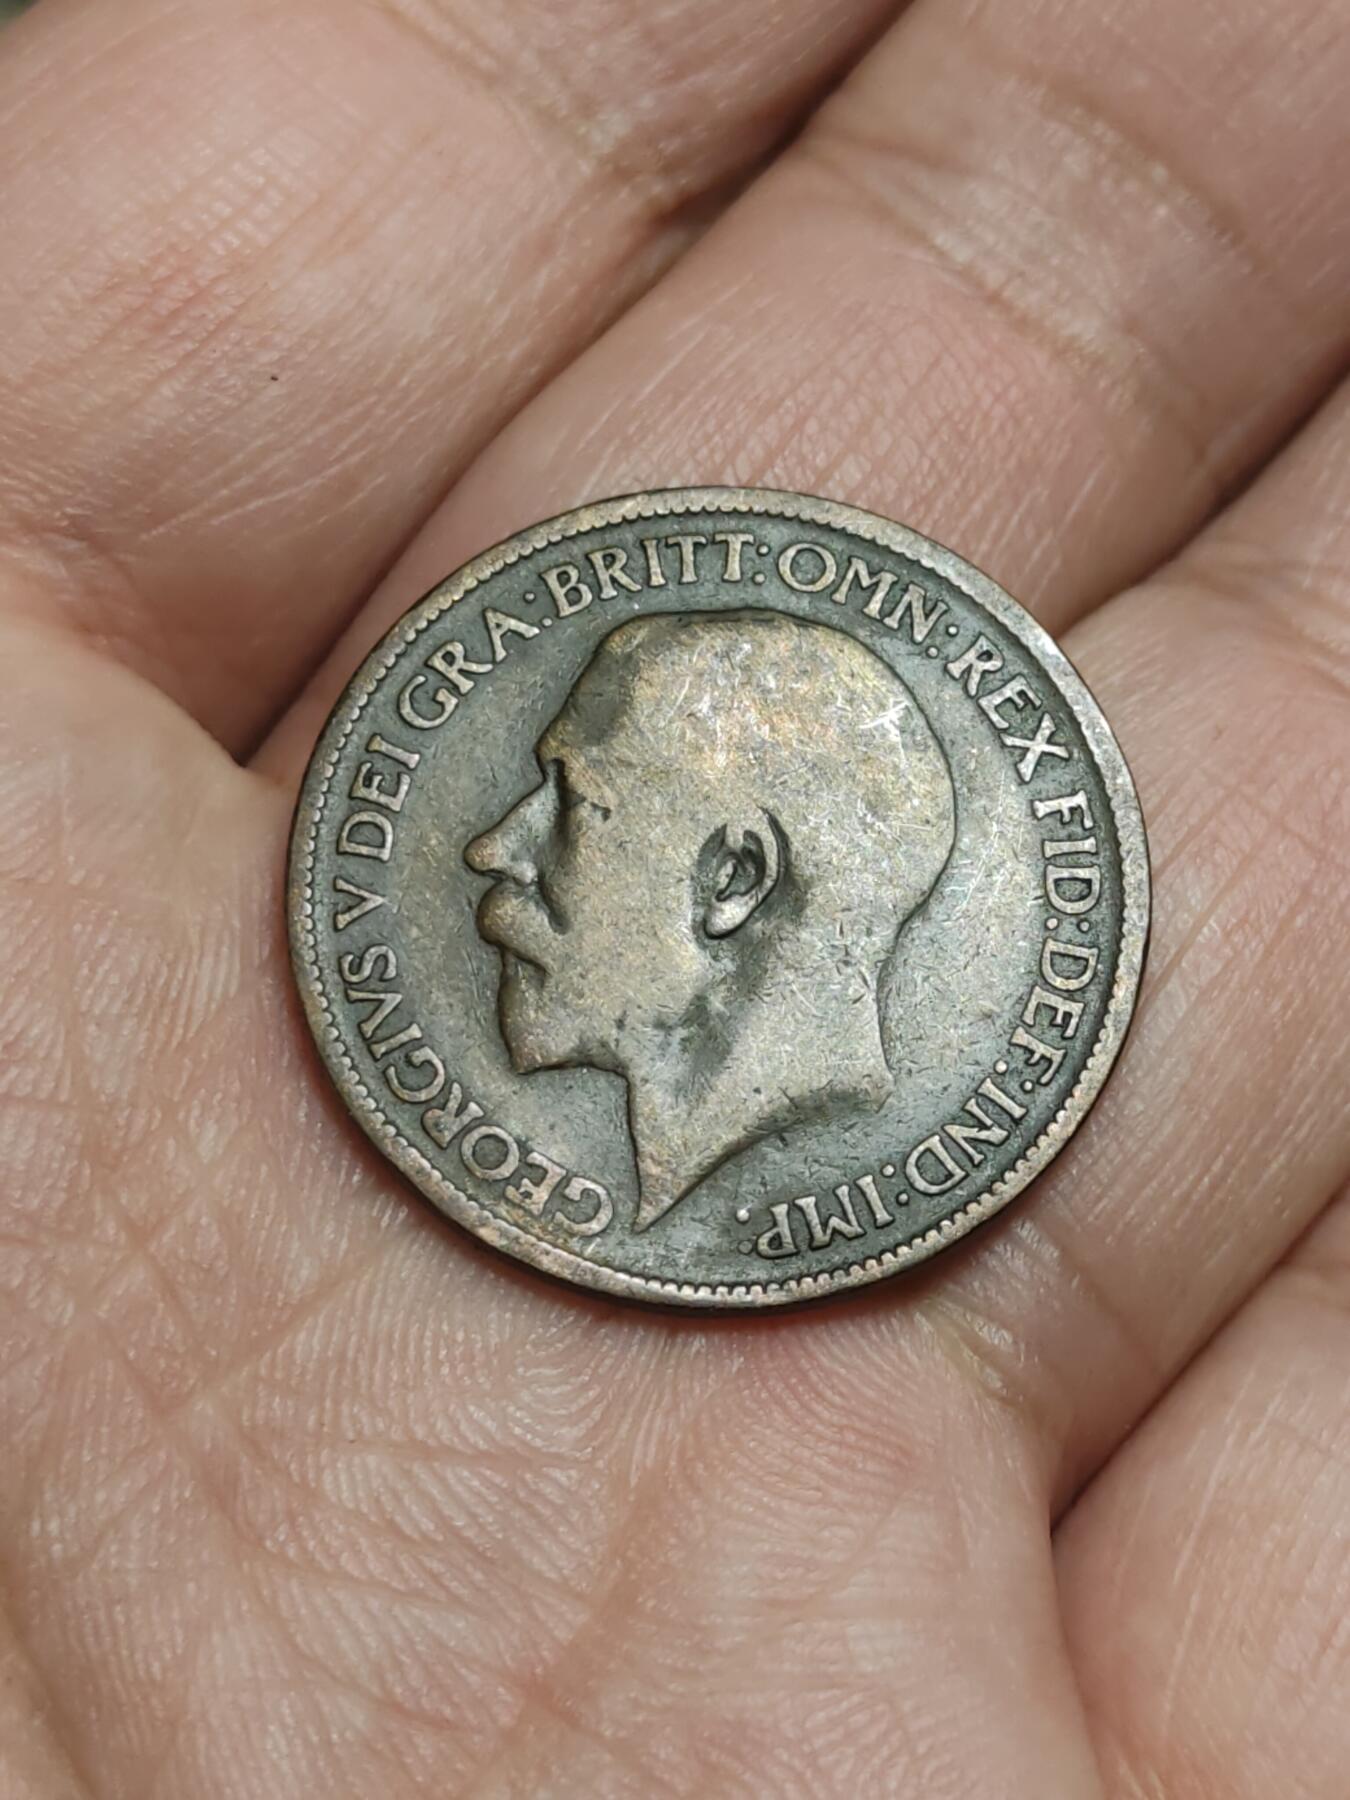 GEORGIVS V DEI GRA: BRITT: OMN: REX FID: DEF: IND: IMP: